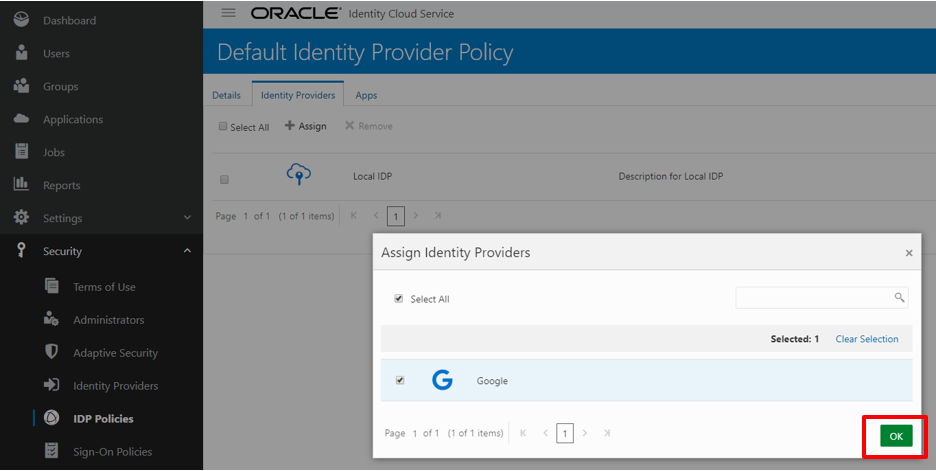 Dashboard
Users
Groups
Applications
Jobs
Reports
Settings
Security
Terms of Use
Administrators
Adaptive Security
Identity Providers
IDP Policies
Sign-On Policies
ORACLE® Identity Cloud Service
Default Identity Provider Policy
Details Identity Providers Apps
Select All Assign Remove
Local IDP Description for Local IDP
Page 1 of 1 (1 of 1 items) 1
Assign Identity Providers
Select All
Selected: 1 Clear Selection
Google
Page 1 of 1 (1 of 1 items) 1
OK